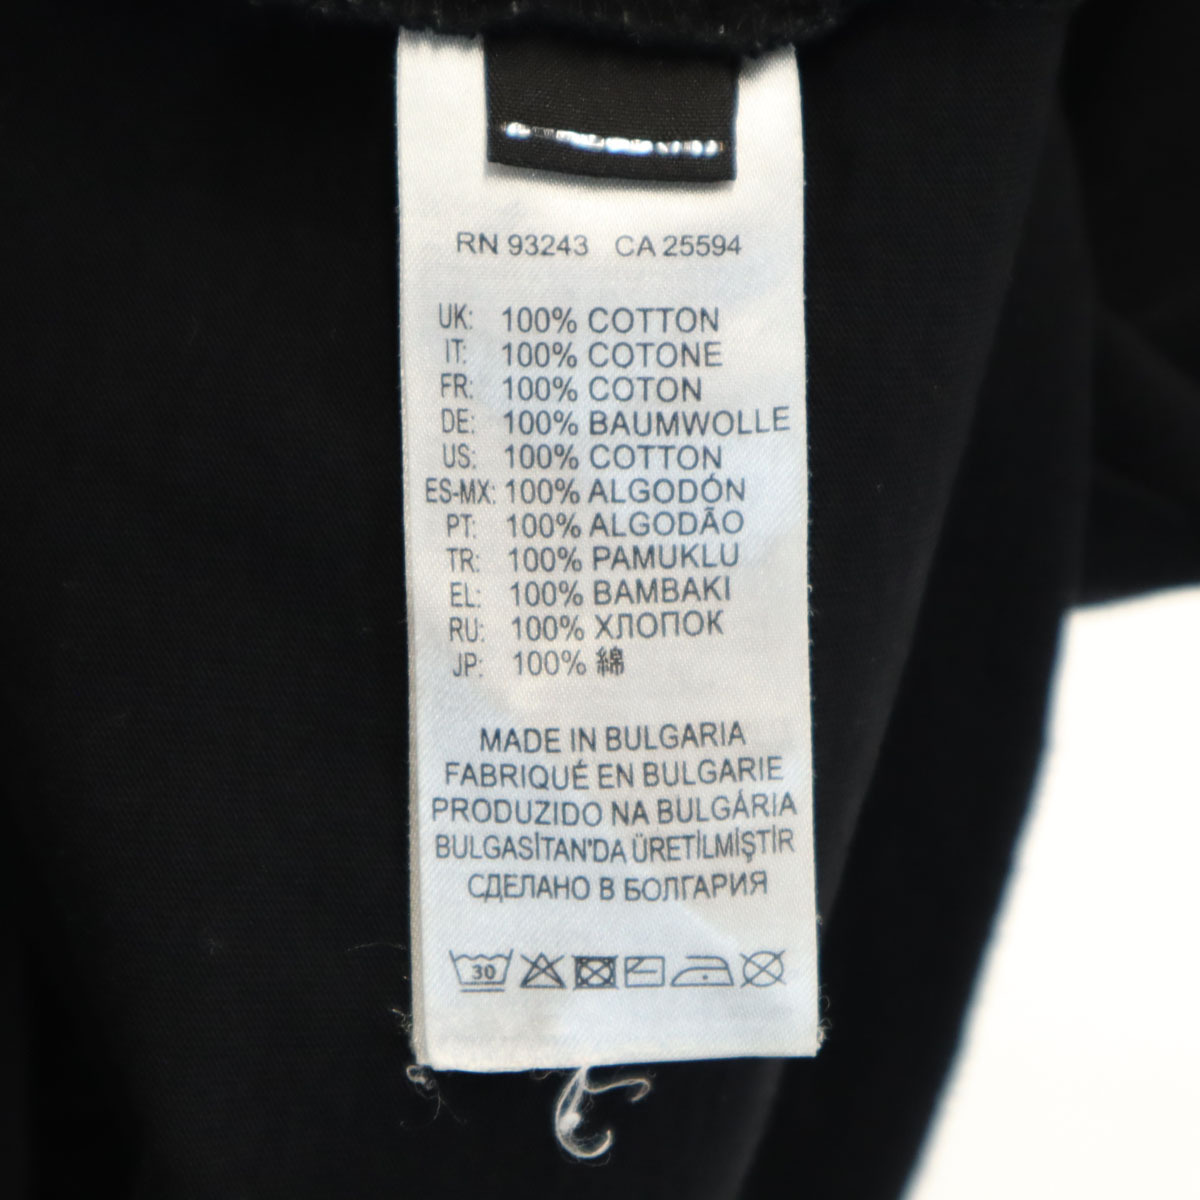 RN 93243 CA 25594
UK: 100% COTTON
IT: 100% COTONE
FR: 100% COTON
DE: 100% BAUMWOLLE
US: 100% COTTON
ES-MX: 100% ALGODÓN
PT: 100% ALGODÃO
TR: 100% PAMUKLU
EL: 100% BAMBAKI
RU: 100% ХЛОПОК
JP: 100% 綿
MADE IN BULGARIA
FABRIQUÉ EN BULGARIE
PRODUZIDO NA BULGÁRIA
BULGASİTAN'DA ÜRETİLMİŞTİR
СДЕЛАНО В БОЛГАРИЯ
30